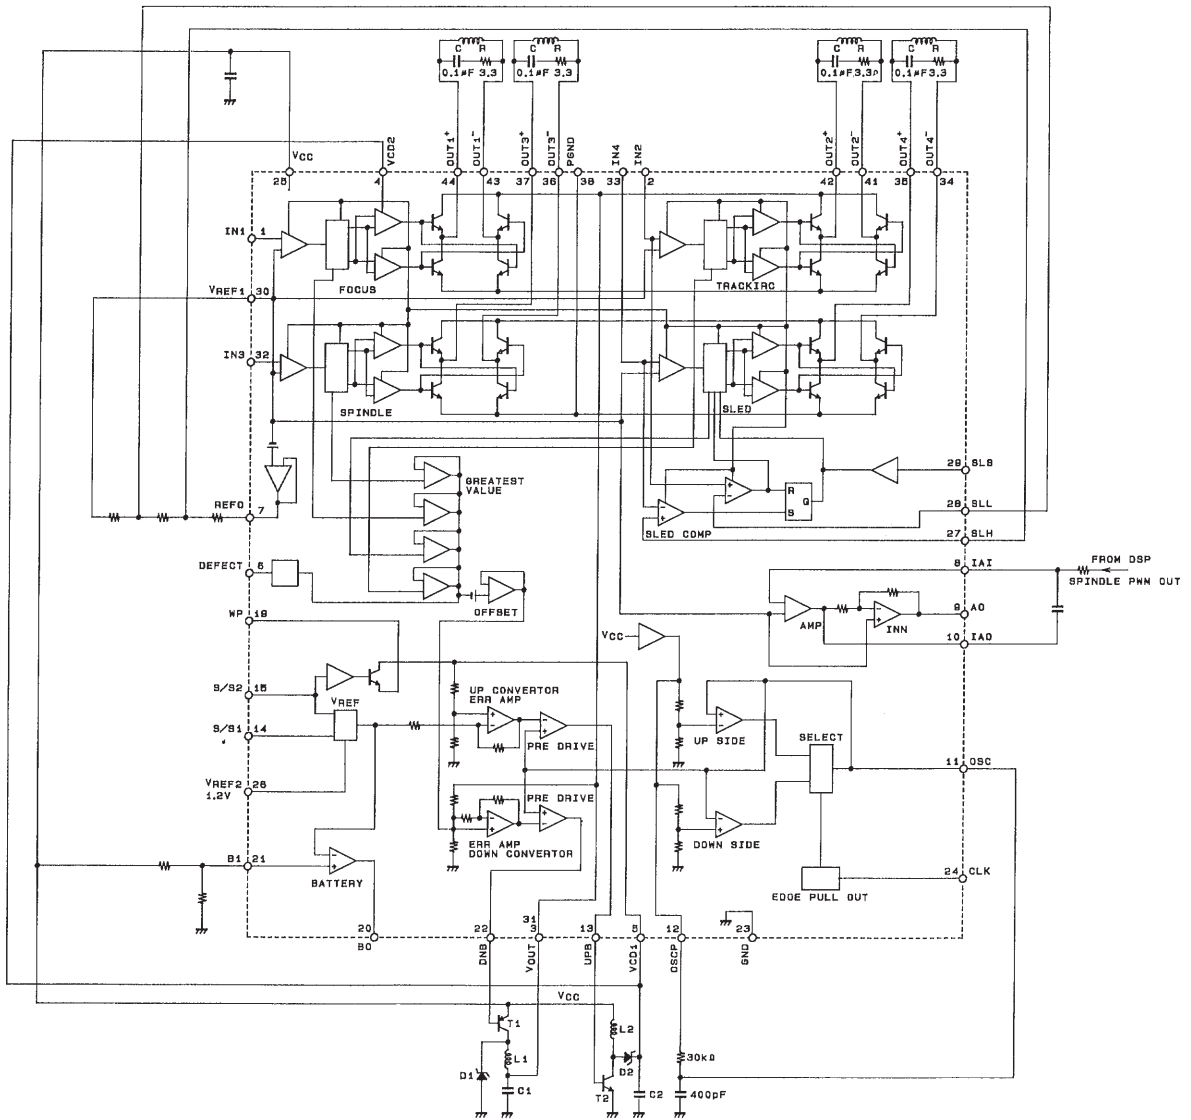 C R C R C R C R
0.1μF 3.3 0.1μF 3.3 0.1μF 3.3Ω 0.1μF 3.3
VCC VCD2 OUT1+ OUT1- OUT3+ OUT3- PGND IN4 IN2 OUT2+ OUT2- OUT4+ OUT4-
25 4 44 43 37 36 38 33 2 42 41 35 34
IN1 1
FOCUS TRACKIRC
VREF1 30
IN3 32
SPINDLE SLED
GREATEST
VALUE
29 SLS
R
Q
S
28 SLL
REFO 7
SLED COMP
27 SLH
8 IAI
FROM DSP
SPINDLE PWM OUT
DEFECT 6
OFFSET
AMP INN
9 AO
WP 19
VCC
10 IAO
S/S2 15
VREF
UP CONVERTOR
ERR AMP
S/S1 14
PRE DRIVE
UP SIDE
SELECT
11 OSC
VREF2 26
1.2V
PRE DRIVE
ERR AMP
DOWN CONVERTOR
DOWN SIDE
B1 21
BATTERY
EDGE PULL OUT
24 CLK
31
20 22 3 13 5 12 23
BO DNB VOUT UPB VCD1 OSCP GND
VCC
T1
L2
L1
D1
D2
30kΩ
C1
T2
C2
400pF